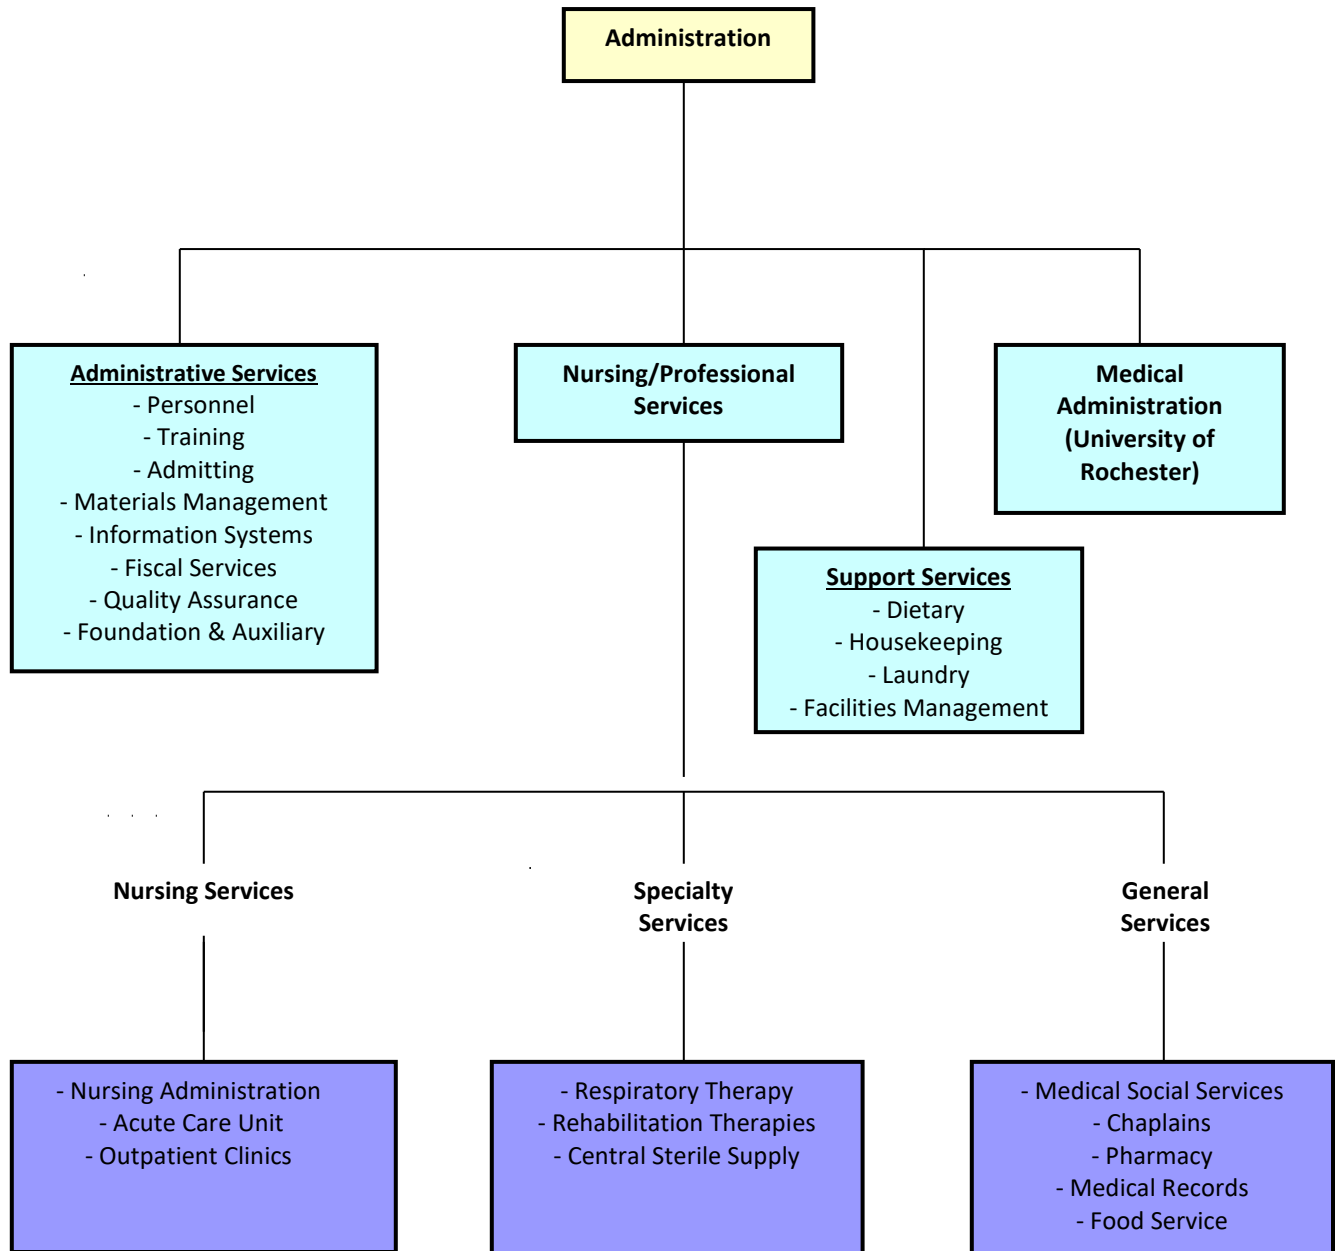 Administration
Administrative Services
- Personnel
- Training
- Admitting
- Materials Management
- Information Systems
- Fiscal Services
- Quality Assurance
- Foundation & Auxiliary
Nursing/Professional
Services
Medical
Administration
(University of
Rochester)
Support Services
- Dietary
- Housekeeping
- Laundry
- Facilities Management
Nursing Services
Specialty
Services
General
Services
- Nursing Administration
- Acute Care Unit
- Outpatient Clinics
- Respiratory Therapy
- Rehabilitation Therapies
- Central Sterile Supply
- Medical Social Services
- Chaplains
- Pharmacy
- Medical Records
- Food Service